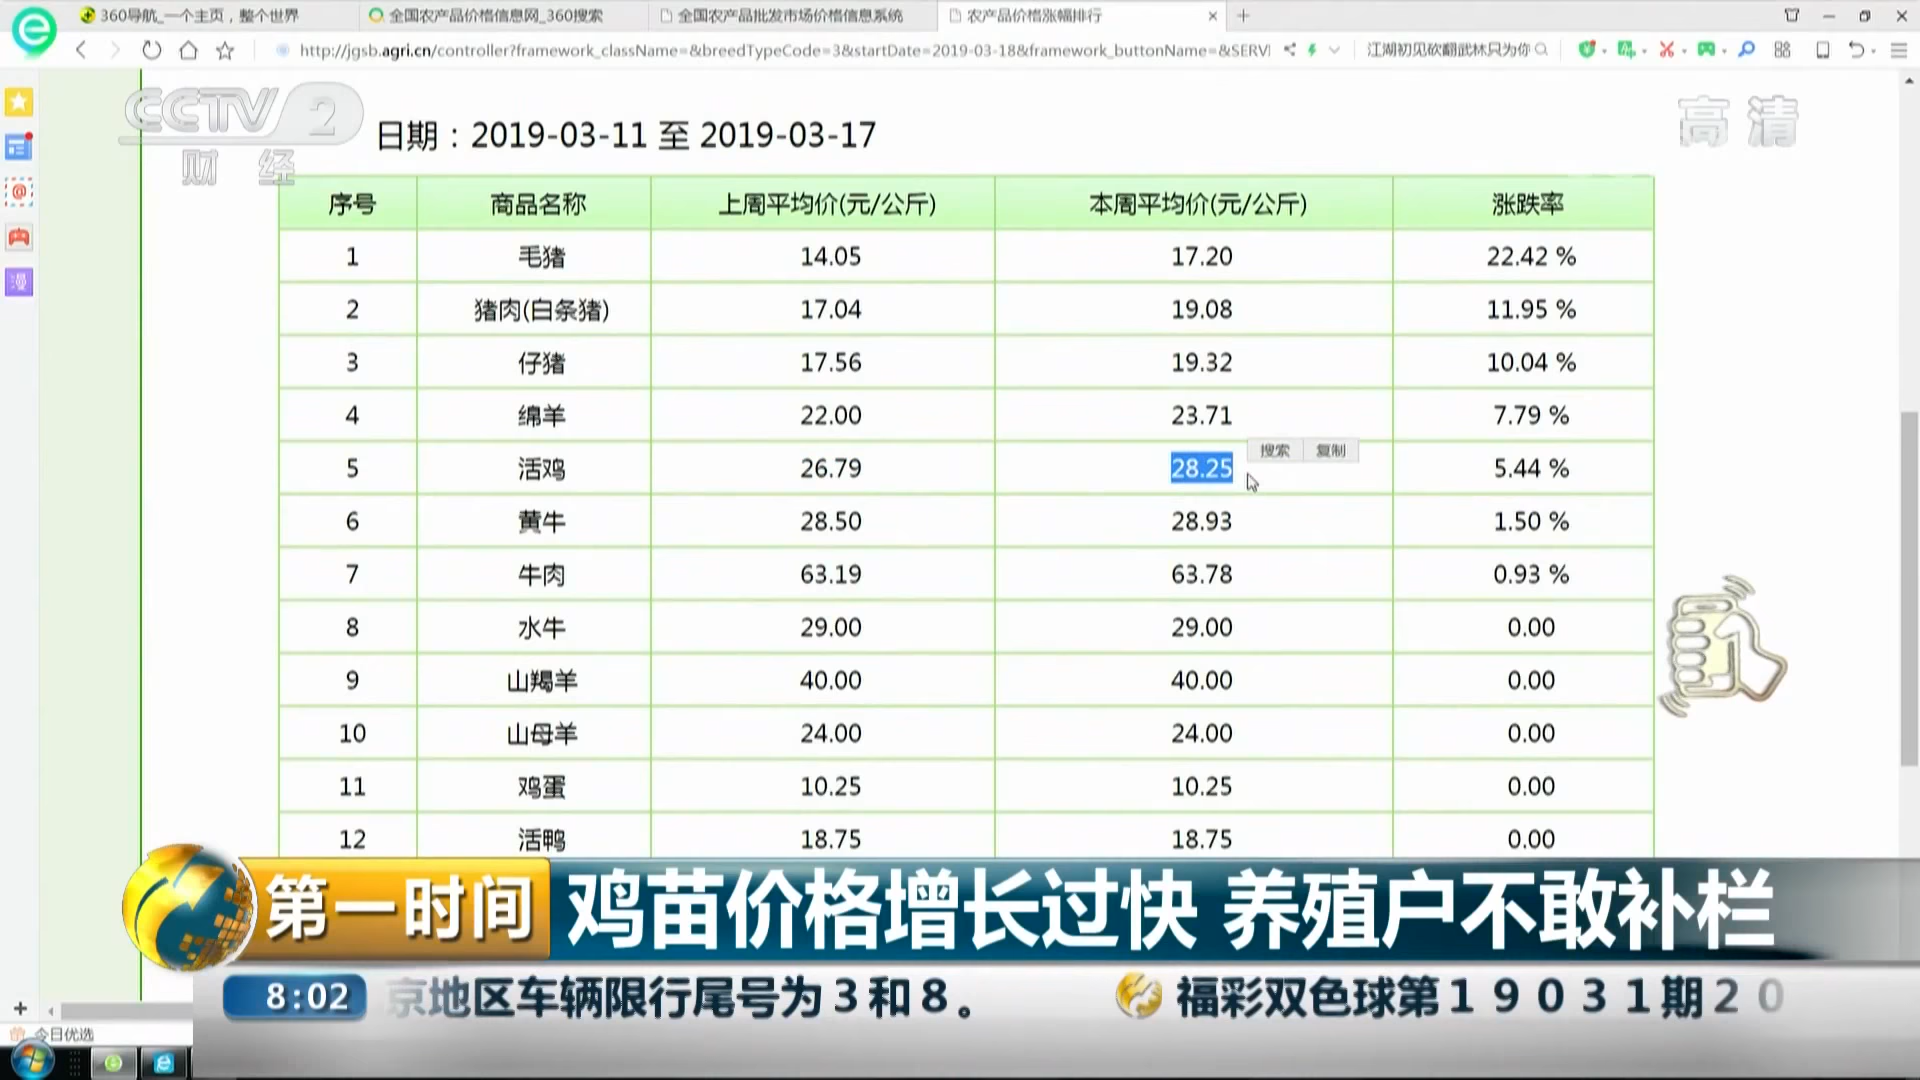 360导航_一个主页，整个世界
全国农产品价格信息网_360搜索
全国农产品批发市场价格信息系统
农产品价格涨幅排行
http://jgsb.agri.cn/controller?framework_className=&breedTypeCode=3&startDate=2019-03-18&framework_buttonName=&SERVI
江湖初见砍翻武林只为你
CCTV 2
财 经
高 清
日期：2019-03-11 至 2019-03-17
序号 商品名称 上周平均价(元/公斤) 本周平均价(元/公斤) 涨跌率
1 毛猪 14.05 17.20 22.42 %
2 猪肉(白条猪) 17.04 19.08 11.95 %
3 仔猪 17.56 19.32 10.04 %
4 绵羊 22.00 23.71 7.79 %
搜索 复制
5 活鸡 26.79 28.25 5.44 %
6 黄牛 28.50 28.93 1.50 %
7 牛肉 63.19 63.78 0.93 %
8 水牛 29.00 29.00 0.00
9 山羯羊 40.00 40.00 0.00
10 山母羊 24.00 24.00 0.00
11 鸡蛋 10.25 10.25 0.00
12 活鸭 18.75 18.75 0.00
第一时间
鸡苗价格增长过快 养殖户不敢补栏
8:02 京地区车辆限行尾号为3和8。 福彩双色球第19031期20
今日优选